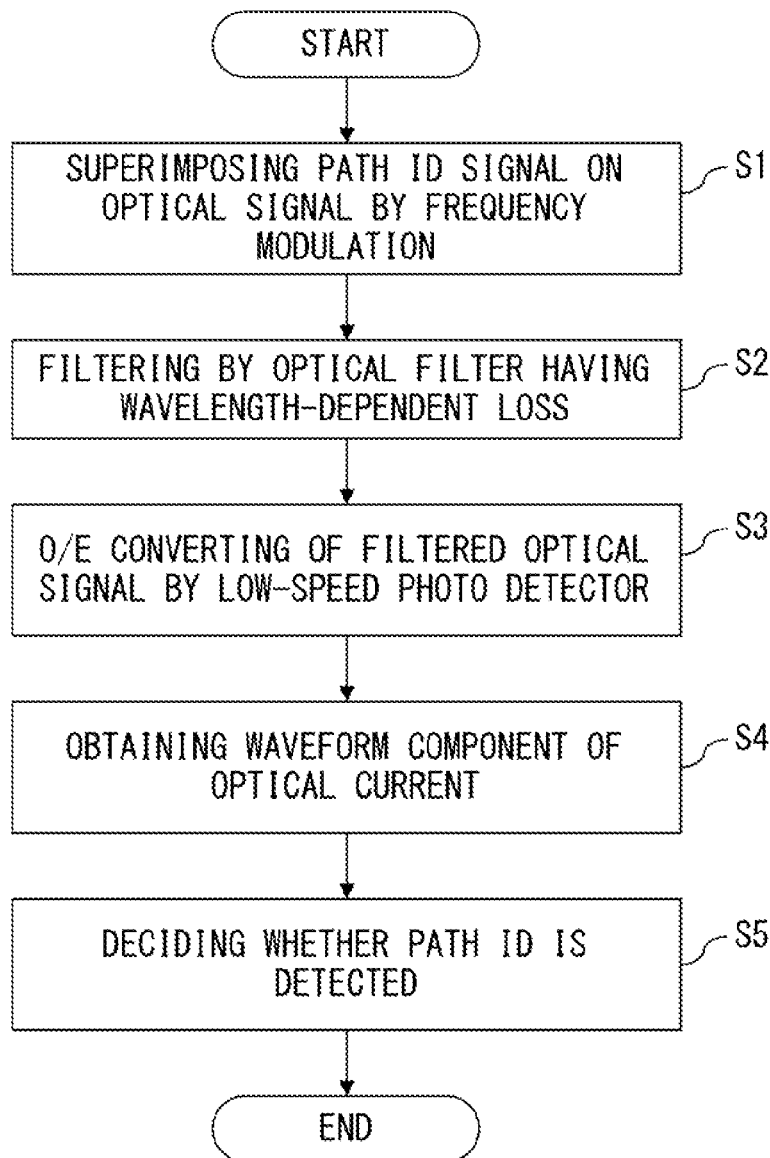 START
SUPERIMPOSING PATH ID SIGNAL ON
OPTICAL SIGNAL BY FREQUENCY
MODULATION
S1
FILTERING BY OPTICAL FILTER HAVING
WAVELENGTH-DEPENDENT LOSS
S2
O/E CONVERTING OF FILTERED OPTICAL
SIGNAL BY LOW-SPEED PHOTO DETECTOR
S3
OBTAINING WAVEFORM COMPONENT OF
OPTICAL CURRENT
S4
DECIDING WHETHER PATH ID IS
DETECTED
S5
END